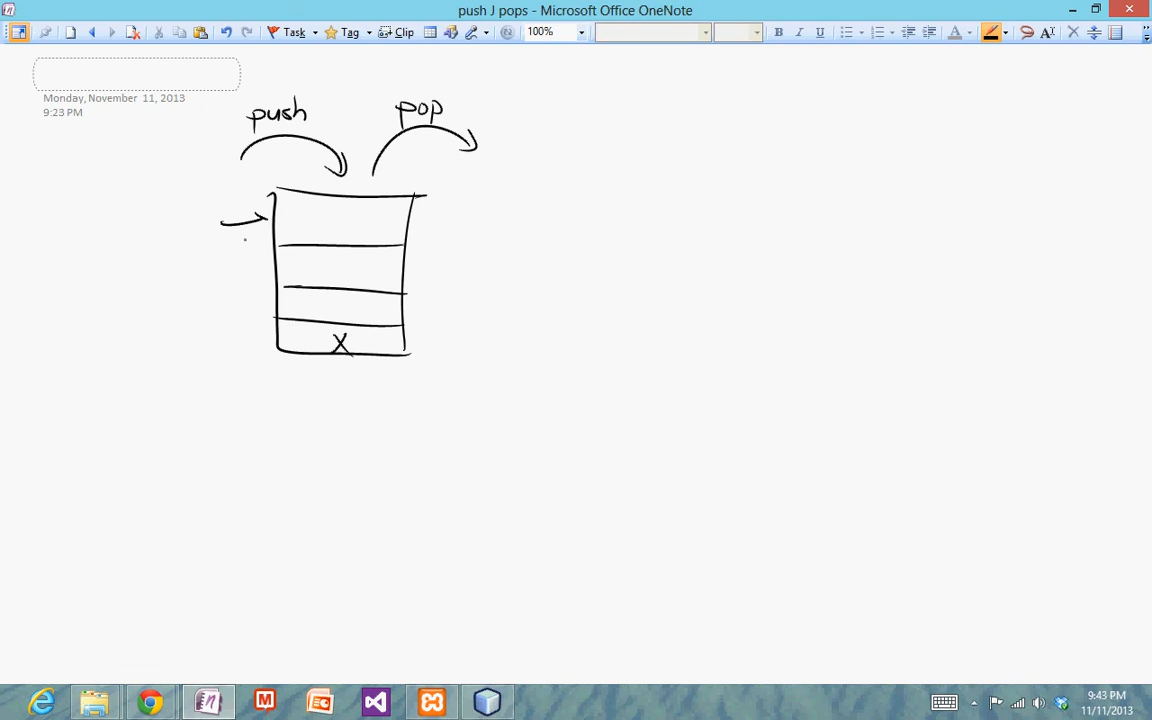 push J pops - Microsoft Office OneNote
Task Tag Clip 100% B I U A A
Monday, November 11, 2013
9:23 PM
push pop
X
9:43 PM
11/11/2013